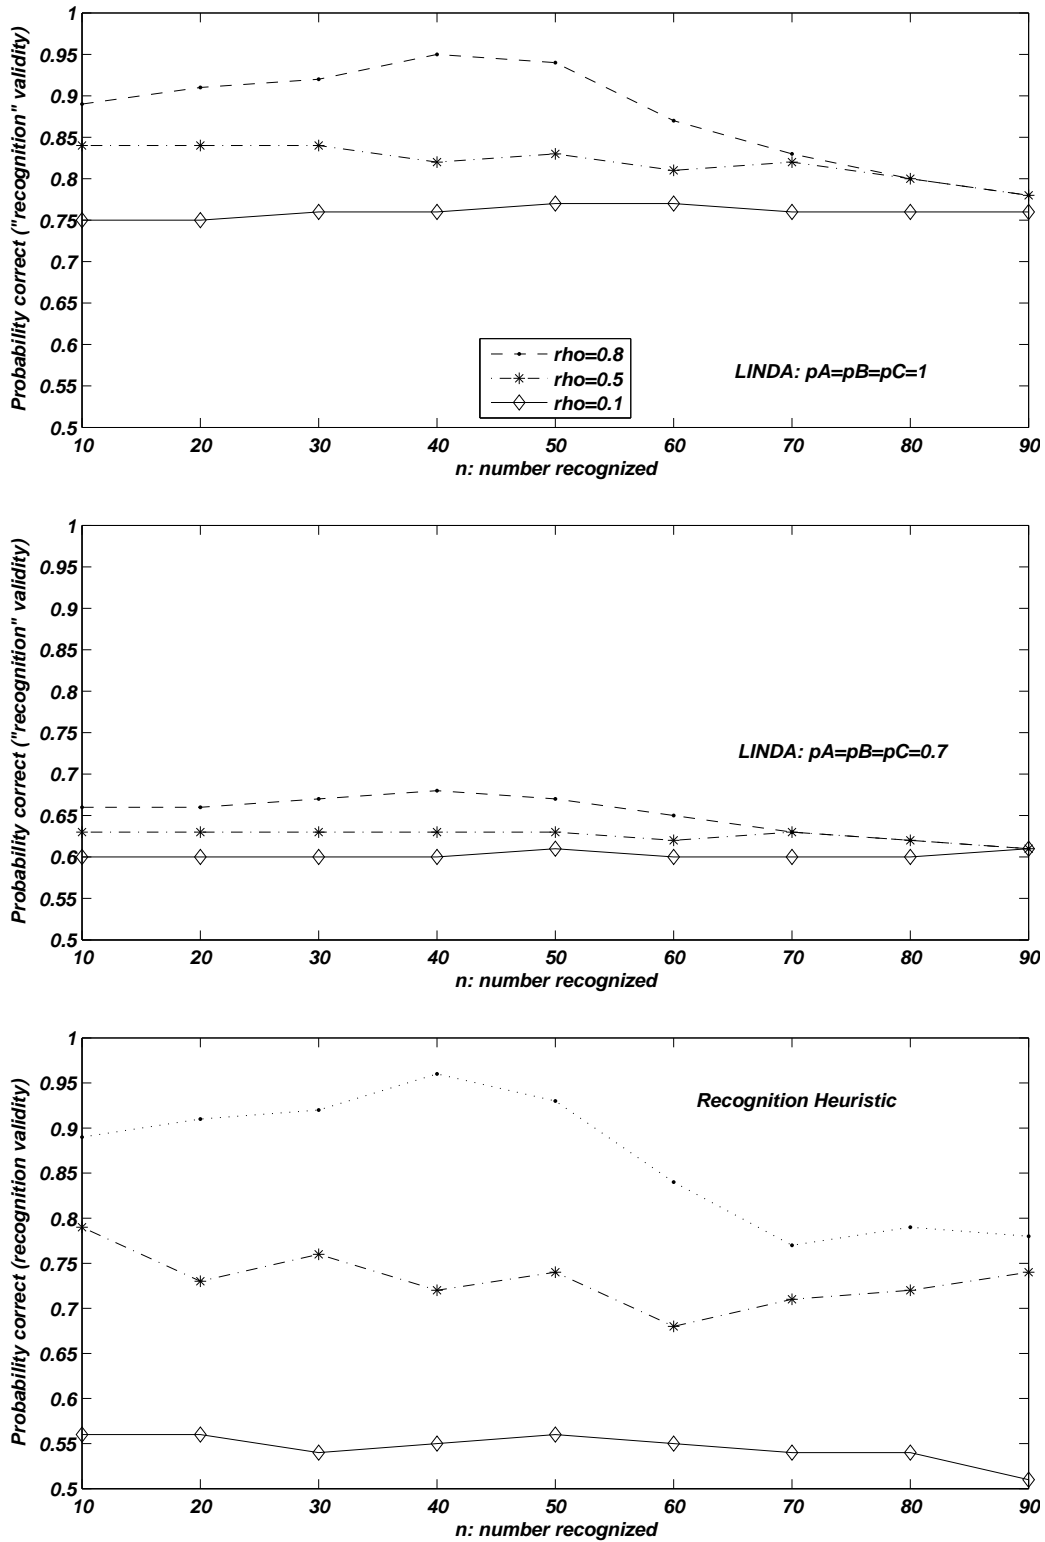 1
0.95
0.9
0.85
0.8
0.75
0.7
0.65
0.6
0.55
0.5
Probability correct ("recognition" validity)
rho=0.8
rho=0.5
rho=0.1
LINDA: pA=pB=pC=1
10 20 30 40 50 60 70 80 90
n: number recognized
1
0.95
0.9
0.85
0.8
0.75
0.7
0.65
0.6
0.55
0.5
Probability correct ("recognition" validity)
LINDA: pA=pB=pC=0.7
10 20 30 40 50 60 70 80 90
n: number recognized
1
0.95
0.9
0.85
0.8
0.75
0.7
0.65
0.6
0.55
0.5
Probability correct (recognition validity)
Recognition Heuristic
10 20 30 40 50 60 70 80 90
n: number recognized